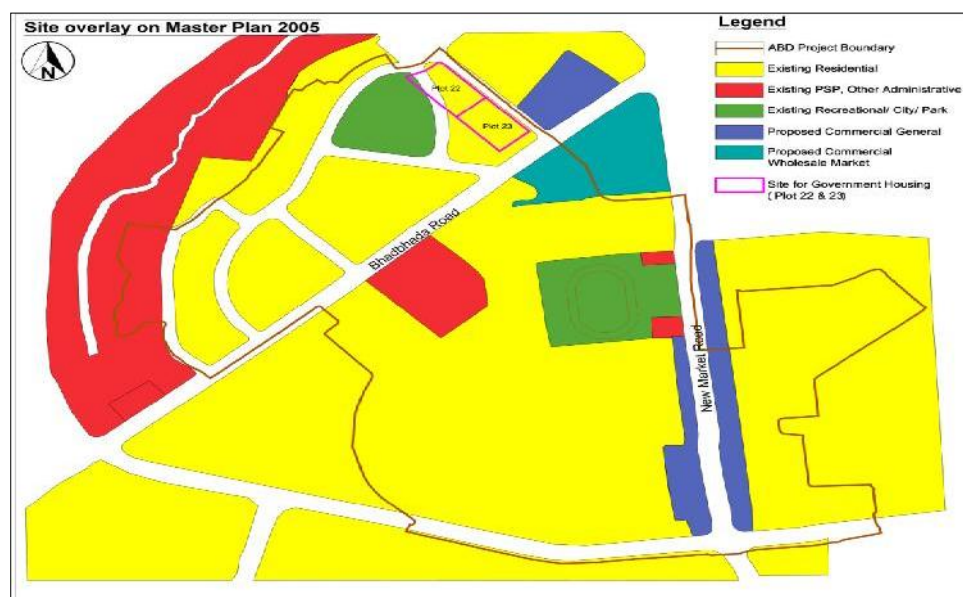 Site overlay on Master Plan 2005
N
Legend
ABD Project Boundary
Existing Residential
Existing PSP, Other Administrative
Existing Recreational/ City/ Park
Proposed Commercial General
Proposed Commercial
Wholesale Market
Site for Government Housing
( Plot 22 & 23)
Plot 22
Plot 23
Bhadbhada Road
New Market Road